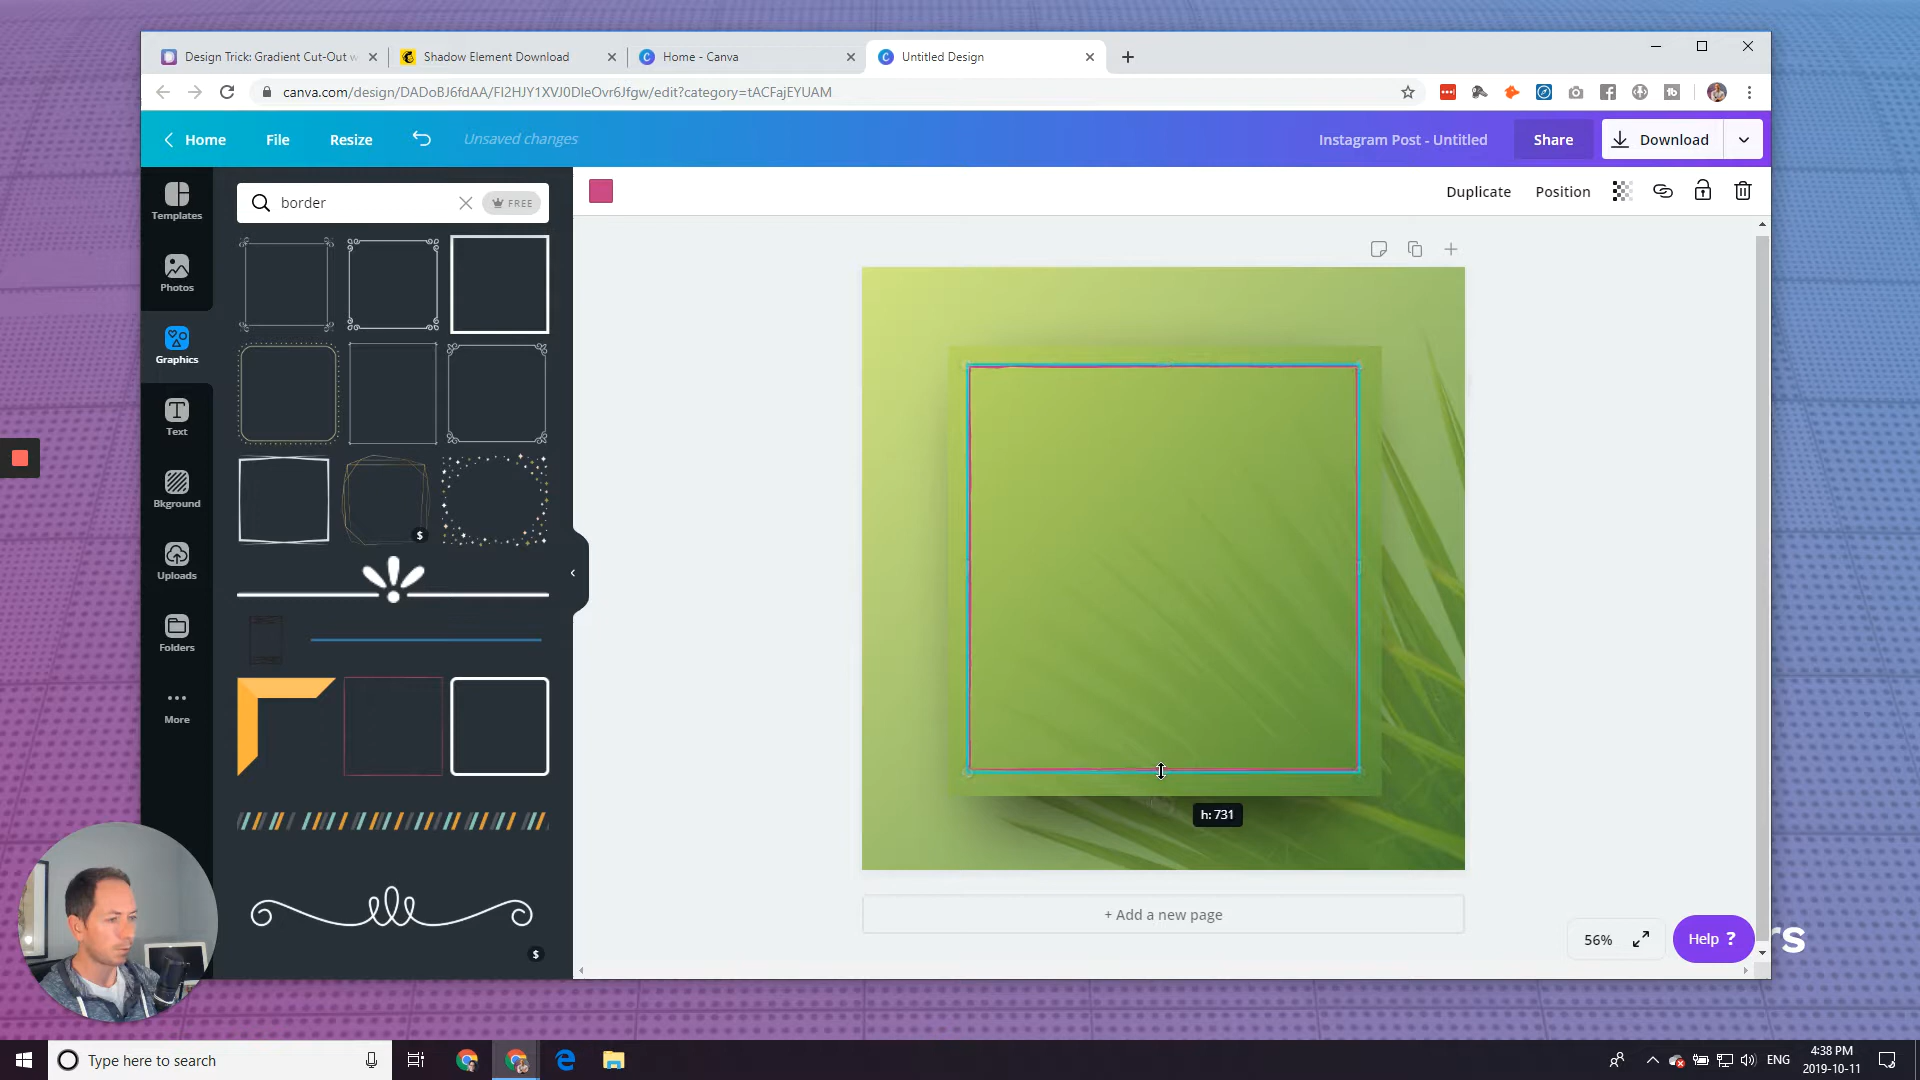 Design Trick: Gradient Cut-Out w
Shadow Element Download
Home - Canva
Untitled Design
canva.com/design/DADoBJ6fdAA/FI2HJY1XVJ0DIeOvr6Jfgw/edit?category=tACFajEYUAM
Home
File
Resize
Unsaved changes
Instagram Post - Untitled
Share
Download
Templates
Photos
Graphics
Text
Bkground
Uploads
Folders
More
border
FREE
$
$
Duplicate
Position
h: 731
+ Add a new page
56%
Help ?
rs
Type here to search
ENG
4:38 PM
2019-10-11